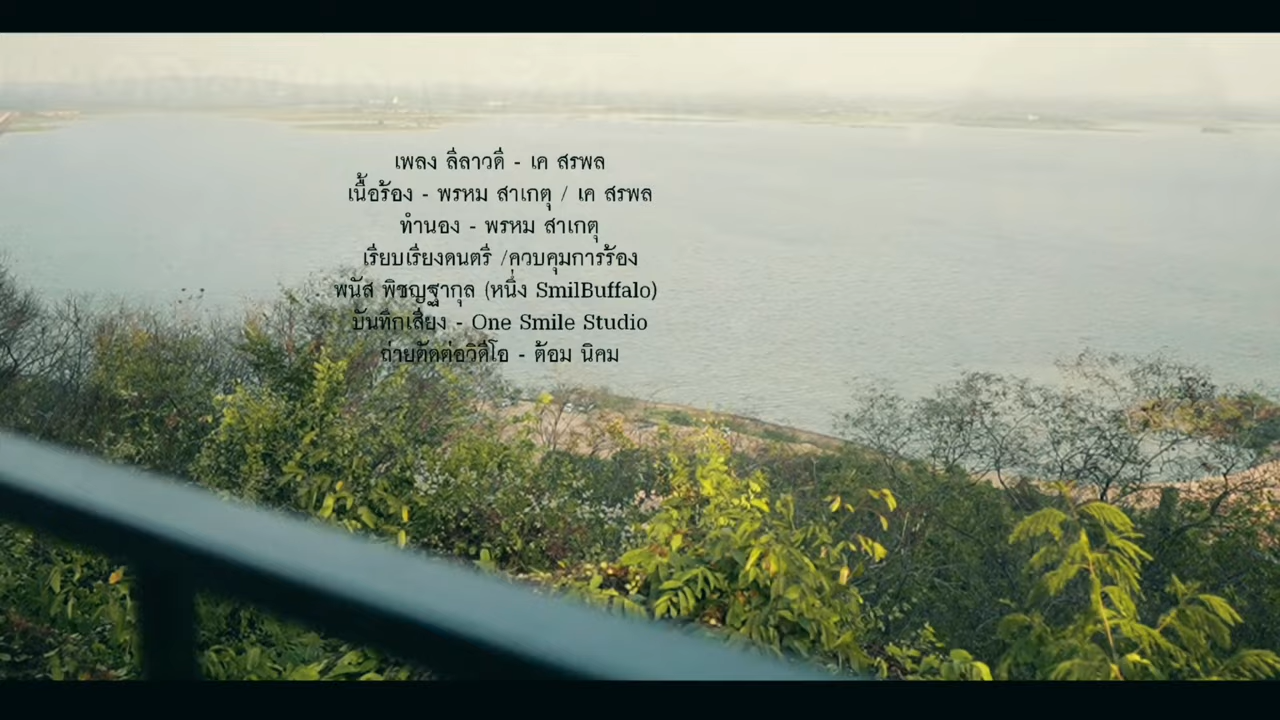 เพลง ลีลาวดี - เค สรพล
เนื้อร้อง - พรหม สาเกตุ / เค สรพล
ทำนอง - พรหม สาเกตุ
เรียบเรียงดนตรี /ควบคุมการร้อง
พนัส พิชญฐากุล (หนึ่ง SmilBuffalo)
บันทึกเสียง - One Smile Studio
ถ่ายตัดต่อวิดีโอ - ต้อม นิคม